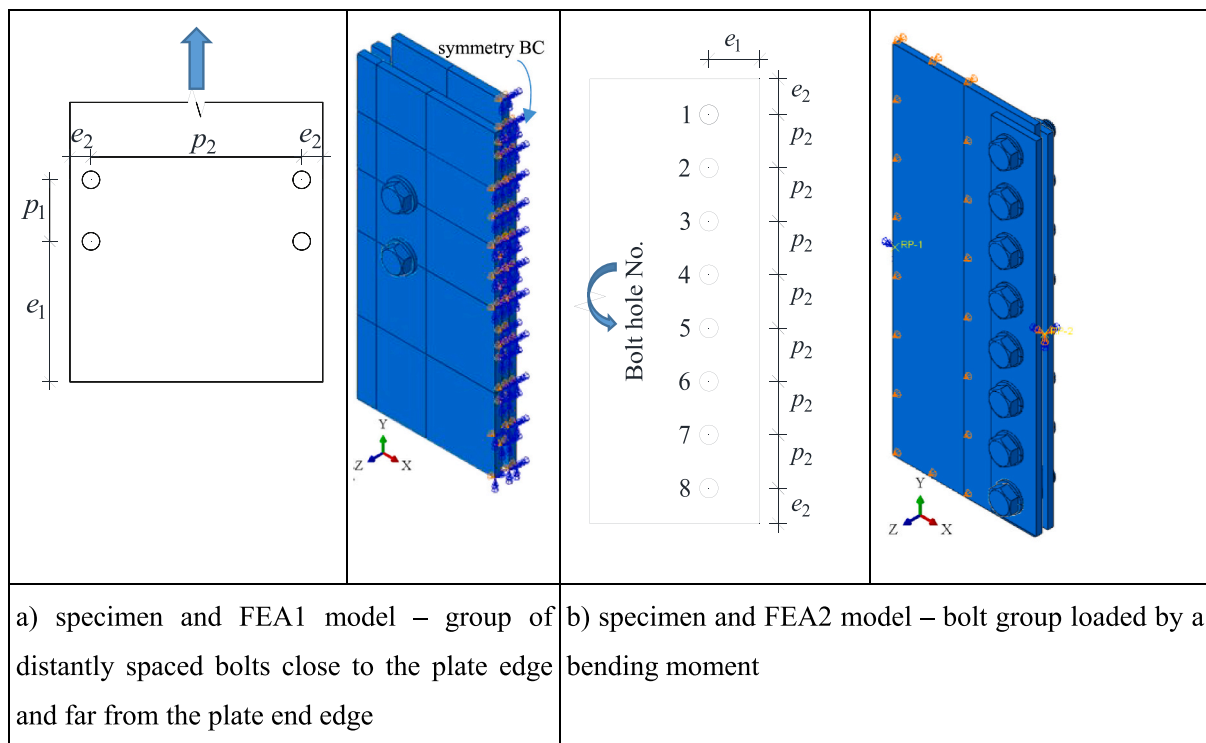 e2
p2
e2
p1
e1
symmetry BC
Y
Z
X
e1
e2
1
p2
2
p2
3
p2
4
p2
5
p2
6
p2
7
p2
8
e2
Bolt hole No.
RP-1
RP-2
Y
Z
X
a) specimen and FEA1 model – group of
distantly spaced bolts close to the plate edge
and far from the plate end edge
b) specimen and FEA2 model – bolt group loaded by a
bending moment